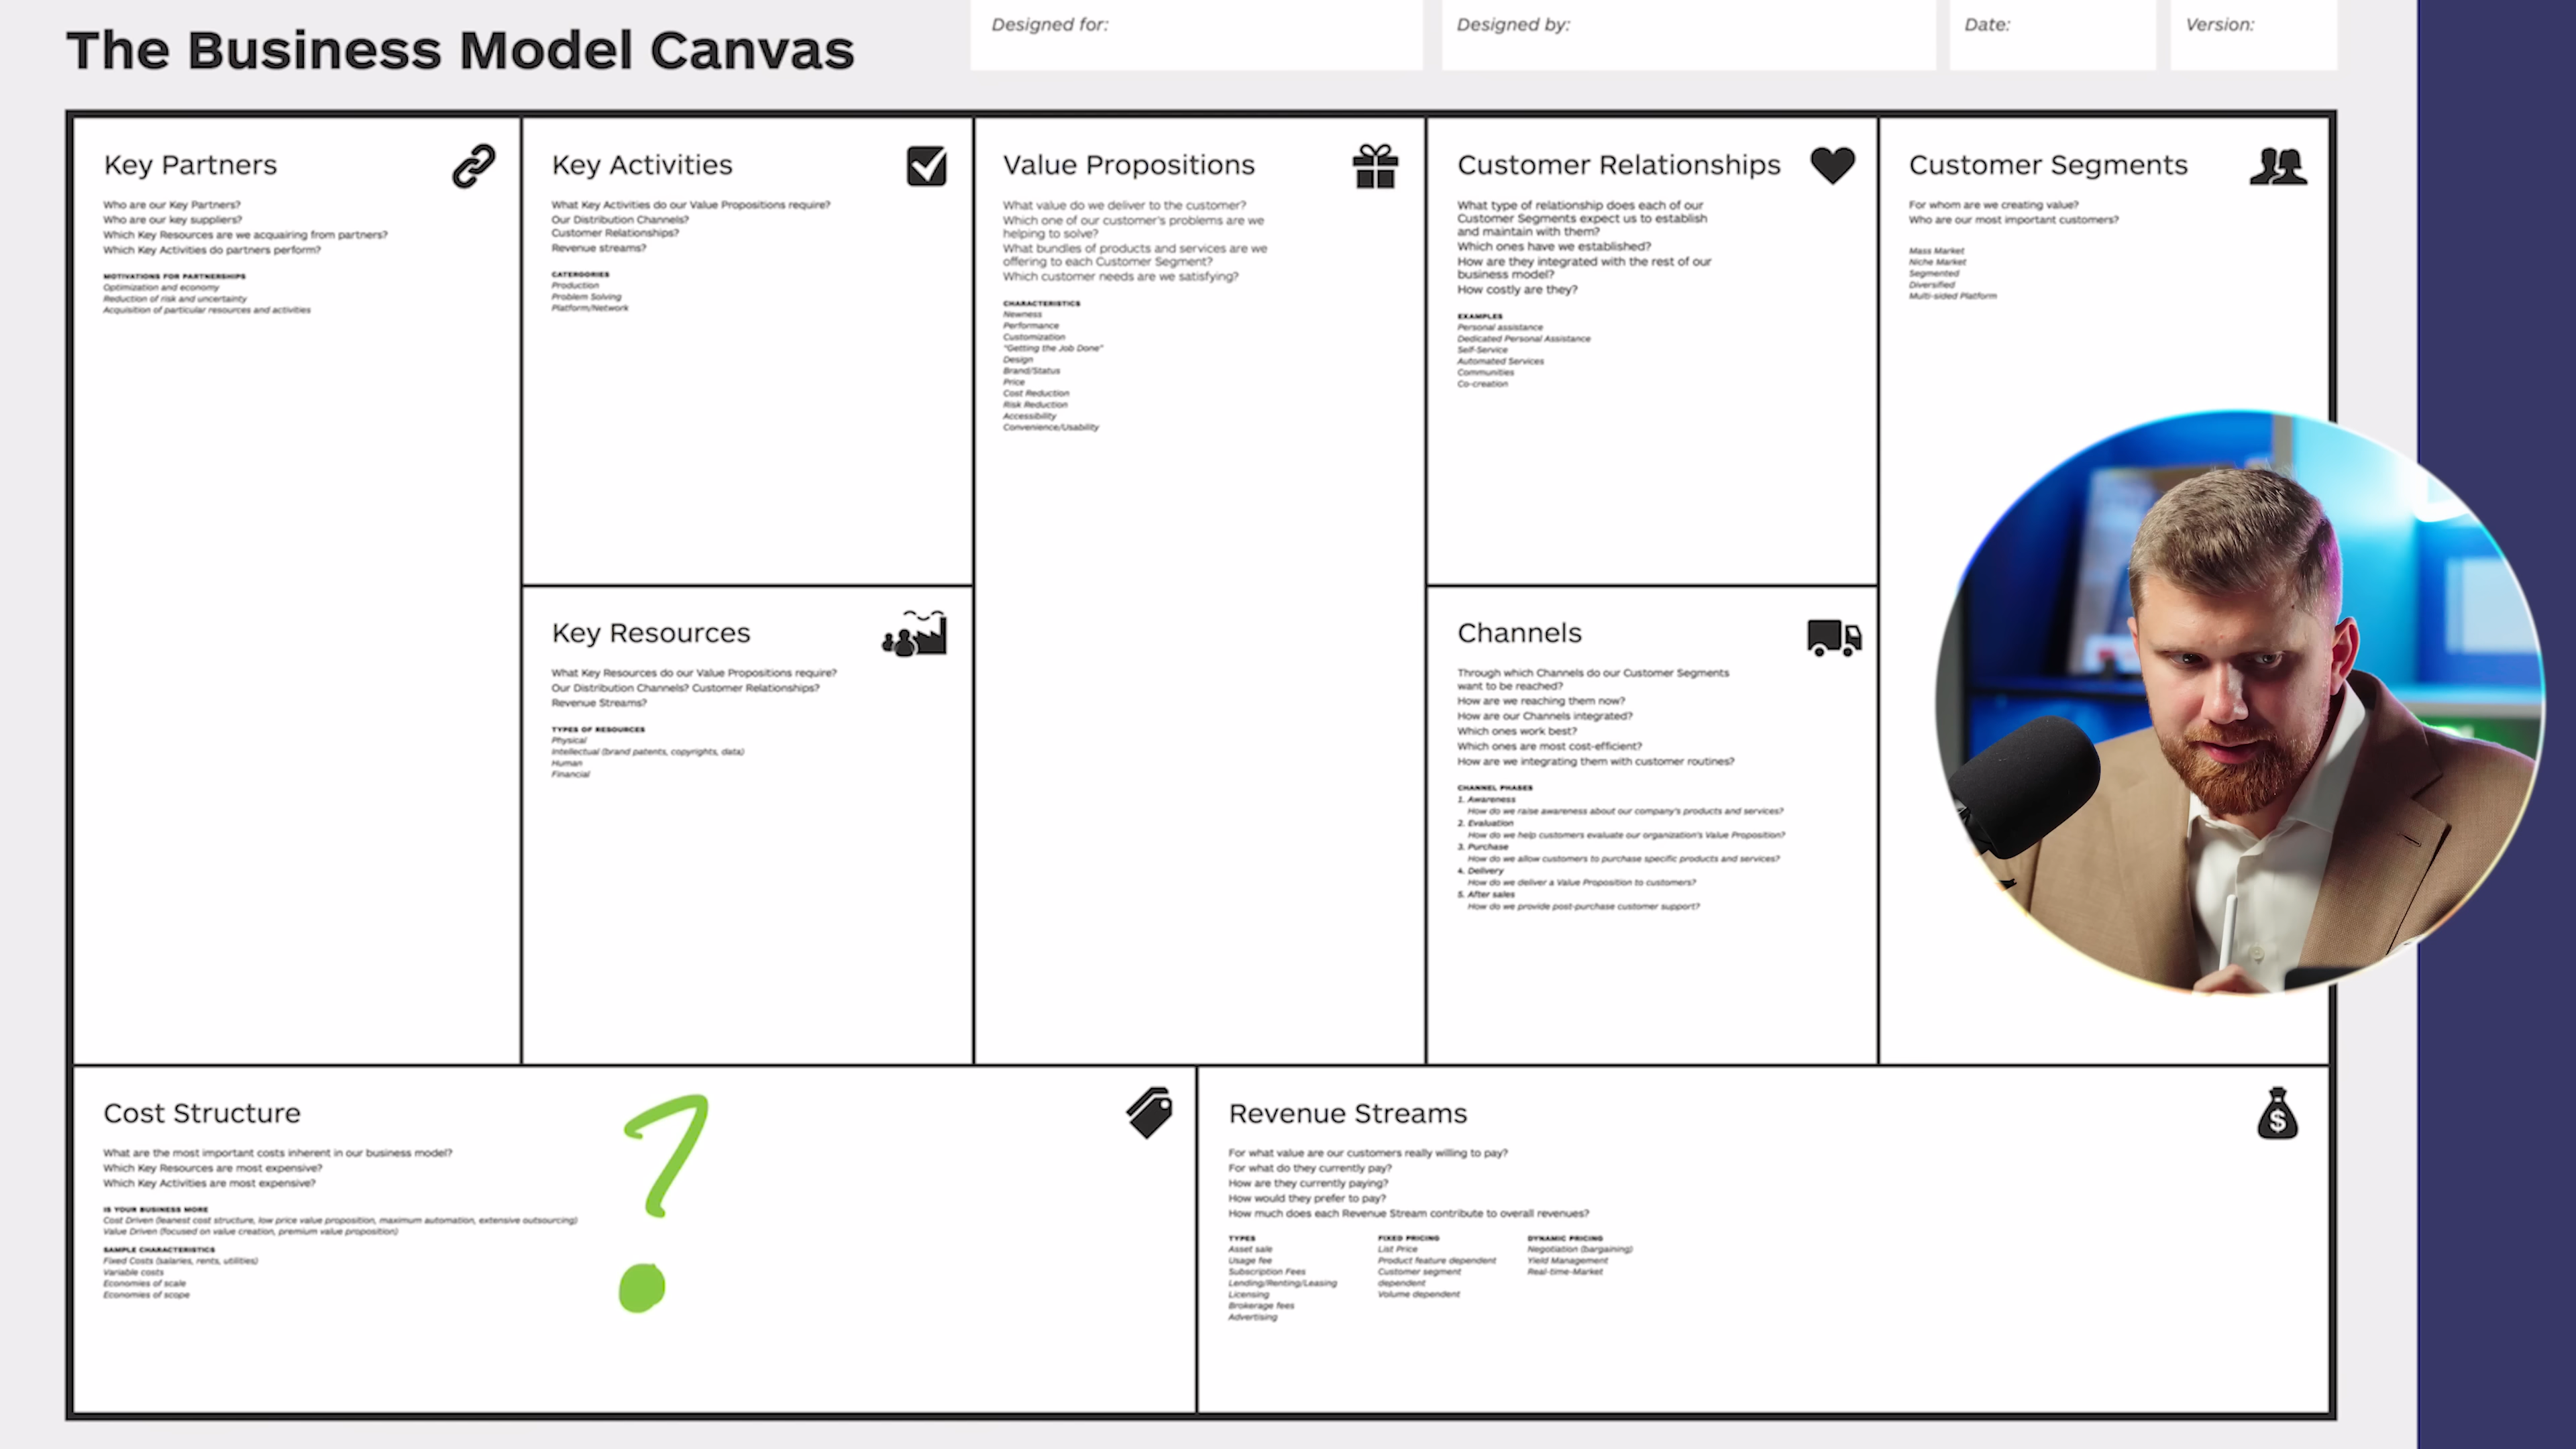 The Business Model Canvas
Designed for:
Designed by:
Date:
Version:
Key Partners
Who are our Key Partners?
Who are our key suppliers?
Which Key Resources are we acquairing from partners?
Which Key Activities do partners perform?
MOTIVATIONS FOR PARTNERSHIPS
Optimization and economy
Reduction of risk and uncertainty
Acquisition of particular resources and activities
Key Activities
What Key Activities do our Value Propositions require?
Our Distribution Channels?
Customer Relationships?
Revenue streams?
CATERGORIES
Production
Problem Solving
Platform/Network
Key Resources
What Key Resources do our Value Propositions require?
Our Distribution Channels? Customer Relationships?
Revenue Streams?
TYPES OF RESOURCES
Physical
Intellectual (brand patents, copyrights, data)
Human
Financial
Value Propositions
What value do we deliver to the customer?
Which one of our customer's problems are we
helping to solve?
What bundles of products and services are we
offering to each Customer Segment?
Which customer needs are we satisfying?
CHARACTERISTICS
Newness
Performance
Customization
"Getting the Job Done"
Design
Brand/Status
Price
Cost Reduction
Risk Reduction
Accessibility
Convenience/Usability
Customer Relationships
What type of relationship does each of our
Customer Segments expect us to establish
and maintain with them?
Which ones have we established?
How are they integrated with the rest of our
business model?
How costly are they?
EXAMPLES
Personal assistance
Dedicated Personal Assistance
Self-Service
Automated Services
Communities
Co-creation
Channels
Through which Channels do our Customer Segments
want to be reached?
How are we reaching them now?
How are our Channels integrated?
Which ones work best?
Which ones are most cost-efficient?
How are we integrating them with customer routines?
CHANNEL PHASES
1. Awareness
How do we raise awareness about our company's products and services?
2. Evaluation
How do we help customers evaluate our organization's Value Proposition?
3. Purchase
How do we allow customers to purchase specific products and services?
4. Delivery
How do we deliver a Value Proposition to customers?
5. After sales
How do we provide post-purchase customer support?
Customer Segments
For whom are we creating value?
Who are our most important customers?
Mass Market
Niche Market
Segmented
Diversified
Multi-sided Platform
Cost Structure
What are the most important costs inherent in our business model?
Which Key Resources are most expensive?
Which Key Activities are most expensive?
IS YOUR BUSINESS MORE
Cost Driven (leanest cost structure, low price value proposition, maximum automation, extensive outsourcing)
Value Driven (focused on value creation, premium value proposition)
SAMPLE CHARACTERISTICS
Fixed Costs (salaries, rents, utilities)
Variable costs
Economies of scale
Economies of scope
?
Revenue Streams
For what value are our customers really willing to pay?
For what do they currently pay?
How are they currently paying?
How would they prefer to pay?
How much does each Revenue Stream contribute to overall revenues?
TYPES
Asset sale
Usage fee
Subscription Fees
Lending/Renting/Leasing
Licensing
Brokerage fees
Advertising
FIXED PRICING
List Price
Product feature dependent
Customer segment
dependent
Volume dependent
DYNAMIC PRICING
Negotiation (bargaining)
Yield Management
Real-time-Market
$